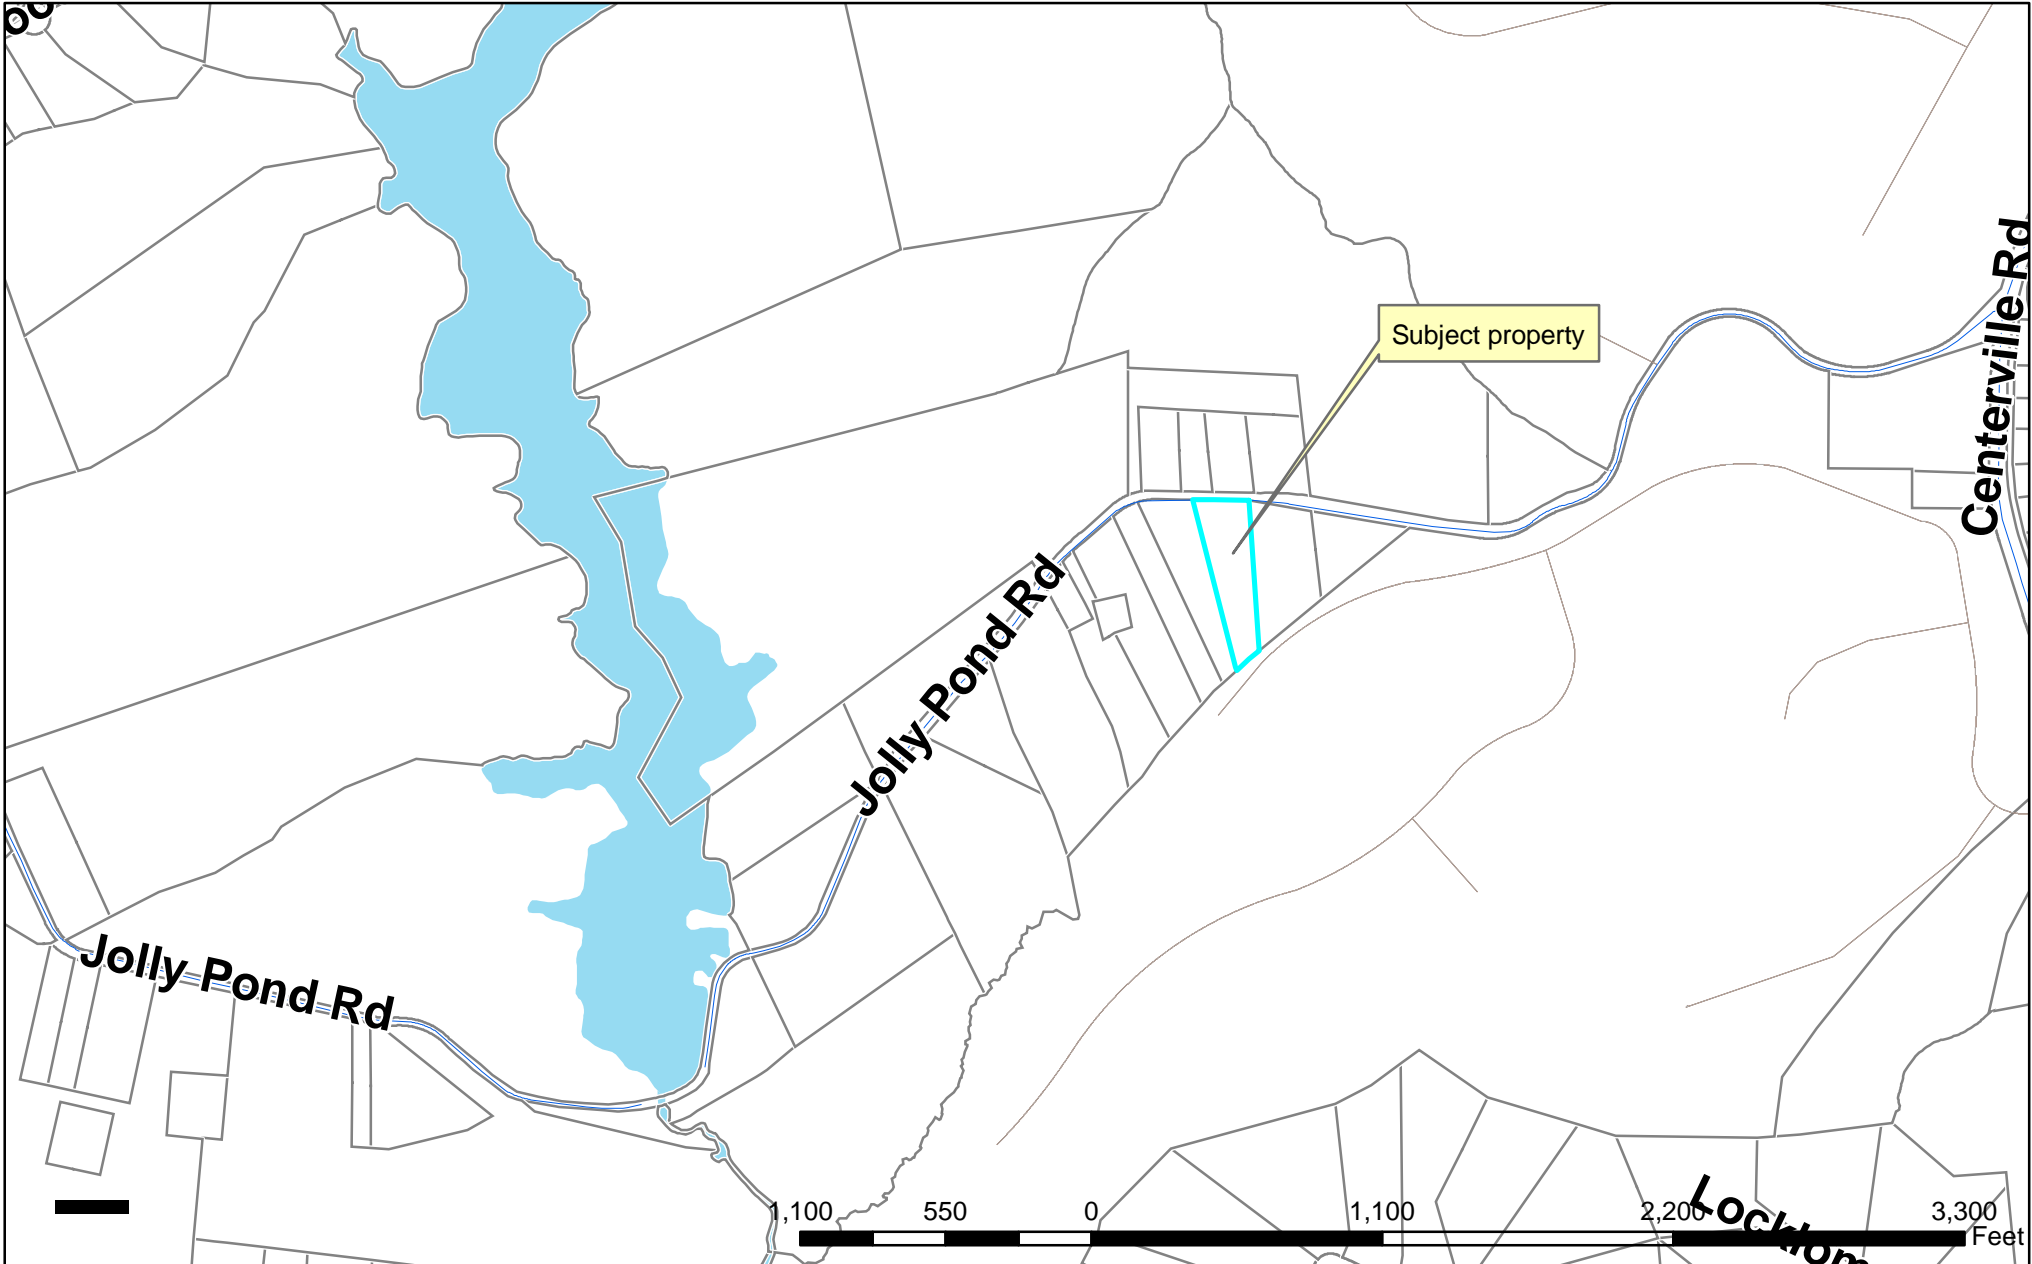 Centerville Rd
Subject property
Jolly Pond Rd
Jolly Pond Rd
1,100 550 0 1,100 2,200 3,300
Feet